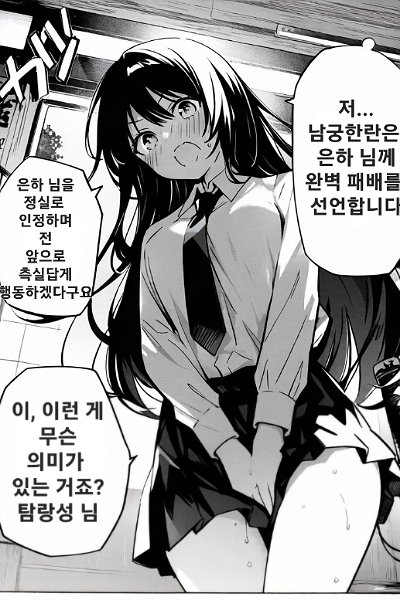 저...
남궁한란은
은하 님께
완벽 패배를
선언합니다
은하 님을
정실로
인정하며
전
앞으로
측실답게
행동하겠다구요
이, 이런 게
무슨
의미가
있는 거죠?
탐랑성 님